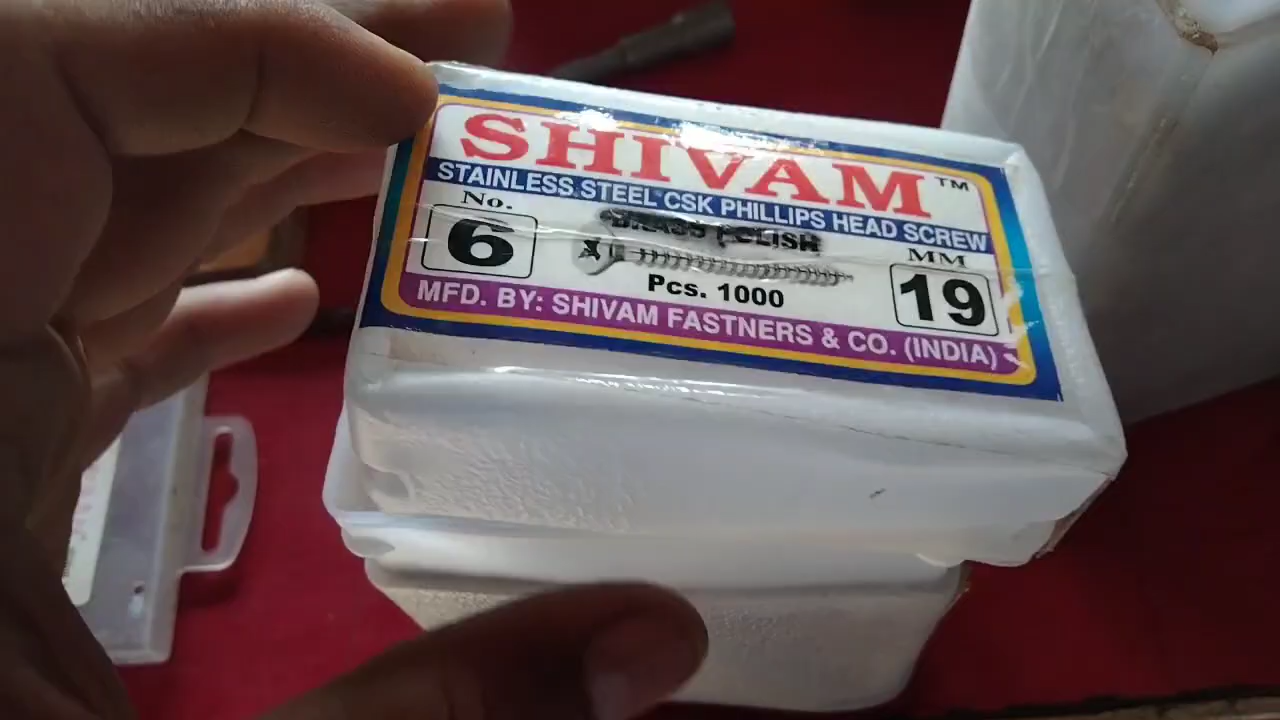 SHIVAM™
STAINLESS STEEL CSK PHILLIPS HEAD SCREW
No.
6
BRASS POLISH
Pcs. 1000
MM
19
MFD. BY: SHIVAM FASTNERS & CO. (INDIA)